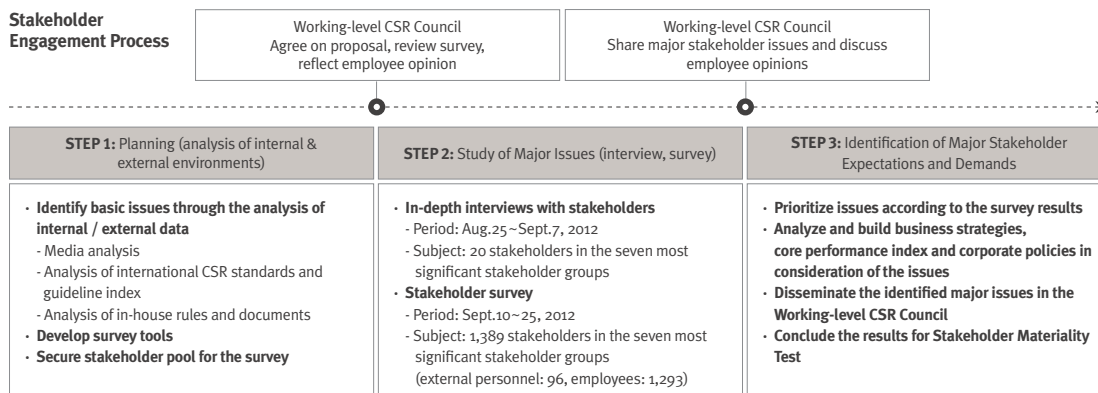 Stakeholder
Engagement Process
Working-level CSR Council
Agree on proposal, review survey,
reflect employee opinion
Working-level CSR Council
Share major stakeholder issues and discuss
employee opinions
STEP 1: Planning (analysis of internal &
external environments)
· Identify basic issues through the analysis of
internal / external data
- Media analysis
- Analysis of international CSR standards and
guideline index
- Analysis of in-house rules and documents
· Develop survey tools
· Secure stakeholder pool for the survey
STEP 2: Study of Major Issues (interview, survey)
· In-depth interviews with stakeholders
- Period: Aug.25~Sept.7, 2012
- Subject: 20 stakeholders in the seven most
significant stakeholder groups
· Stakeholder survey
- Period: Sept.10~25, 2012
- Subject: 1,389 stakeholders in the seven most
significant stakeholder groups
(external personnel: 96, employees: 1,293)
STEP 3: Identification of Major Stakeholder
Expectations and Demands
· Prioritize issues according to the survey results
· Analyze and build business strategies,
core performance index and corporate policies in
consideration of the issues
· Disseminate the identified major issues in the
Working-level CSR Council
· Conclude the results for Stakeholder Materiality
Test